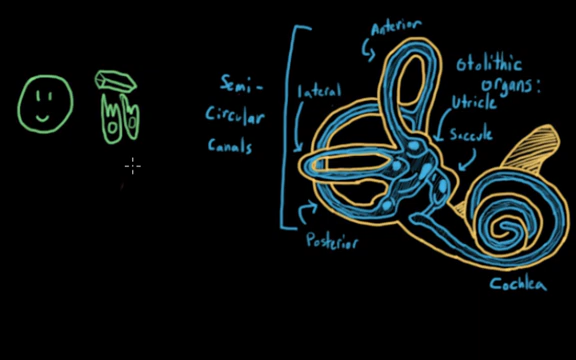 Anterior
Otolithic
organs:
Utricle
Saccule
Semi-
Circular
Canals
lateral
Posterior
Cochlea